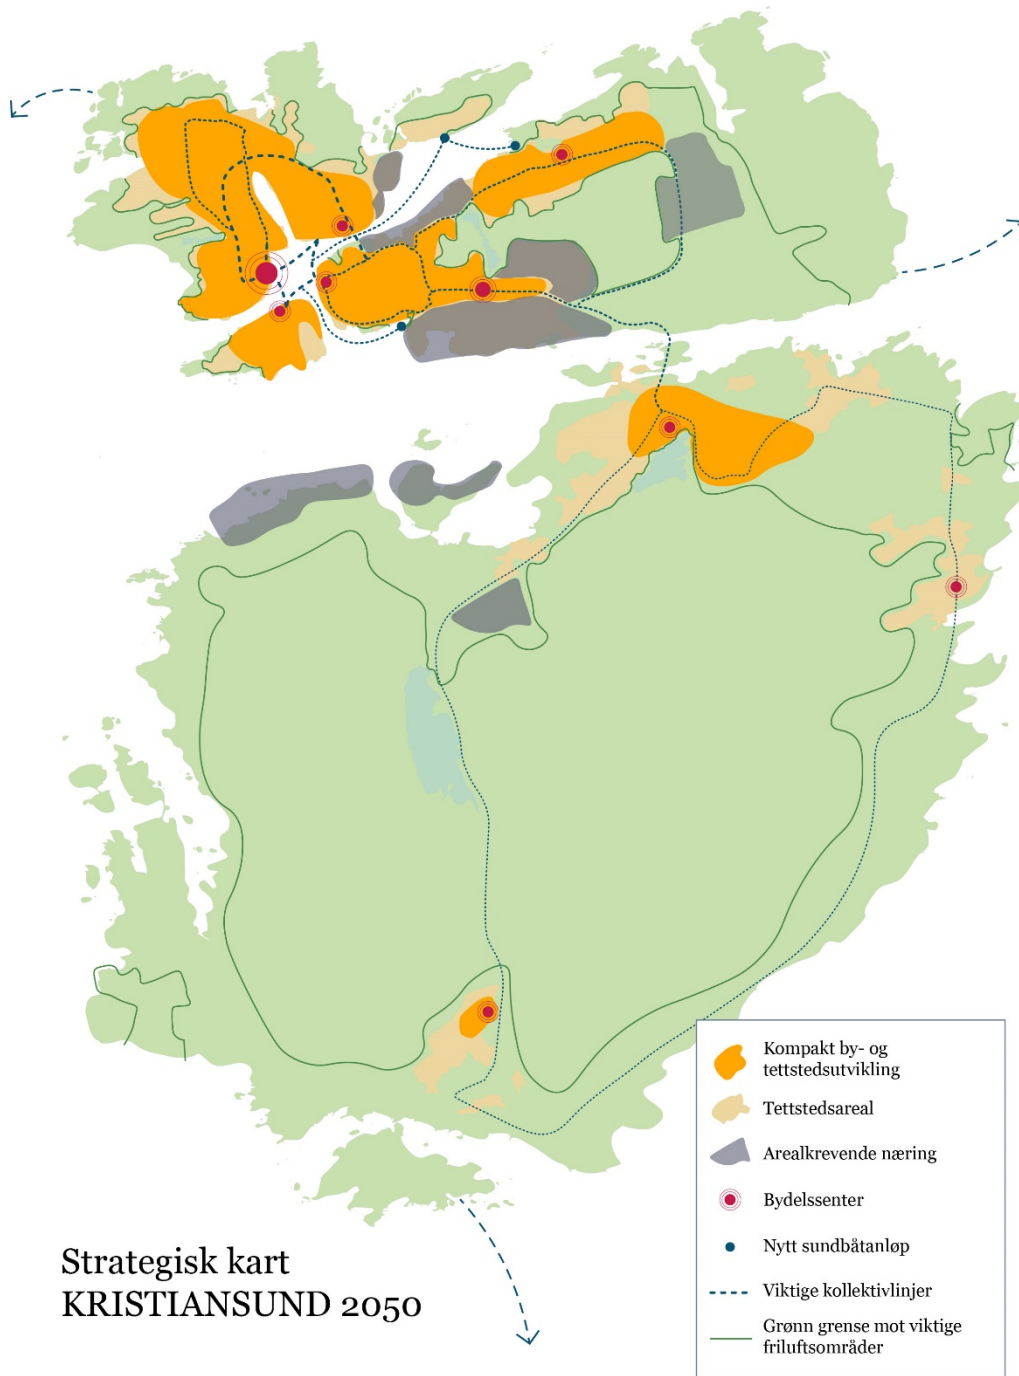 Kompakt by- og
tettstedsutvikling
Tettstedsareal
Arealkrevende næring
Bydelssenter
Nytt sundbåtanløp
Viktige kollektivlinjer
Grønn grense mot viktige
friluftsområder
Strategisk kart
KRISTIANSUND 2050